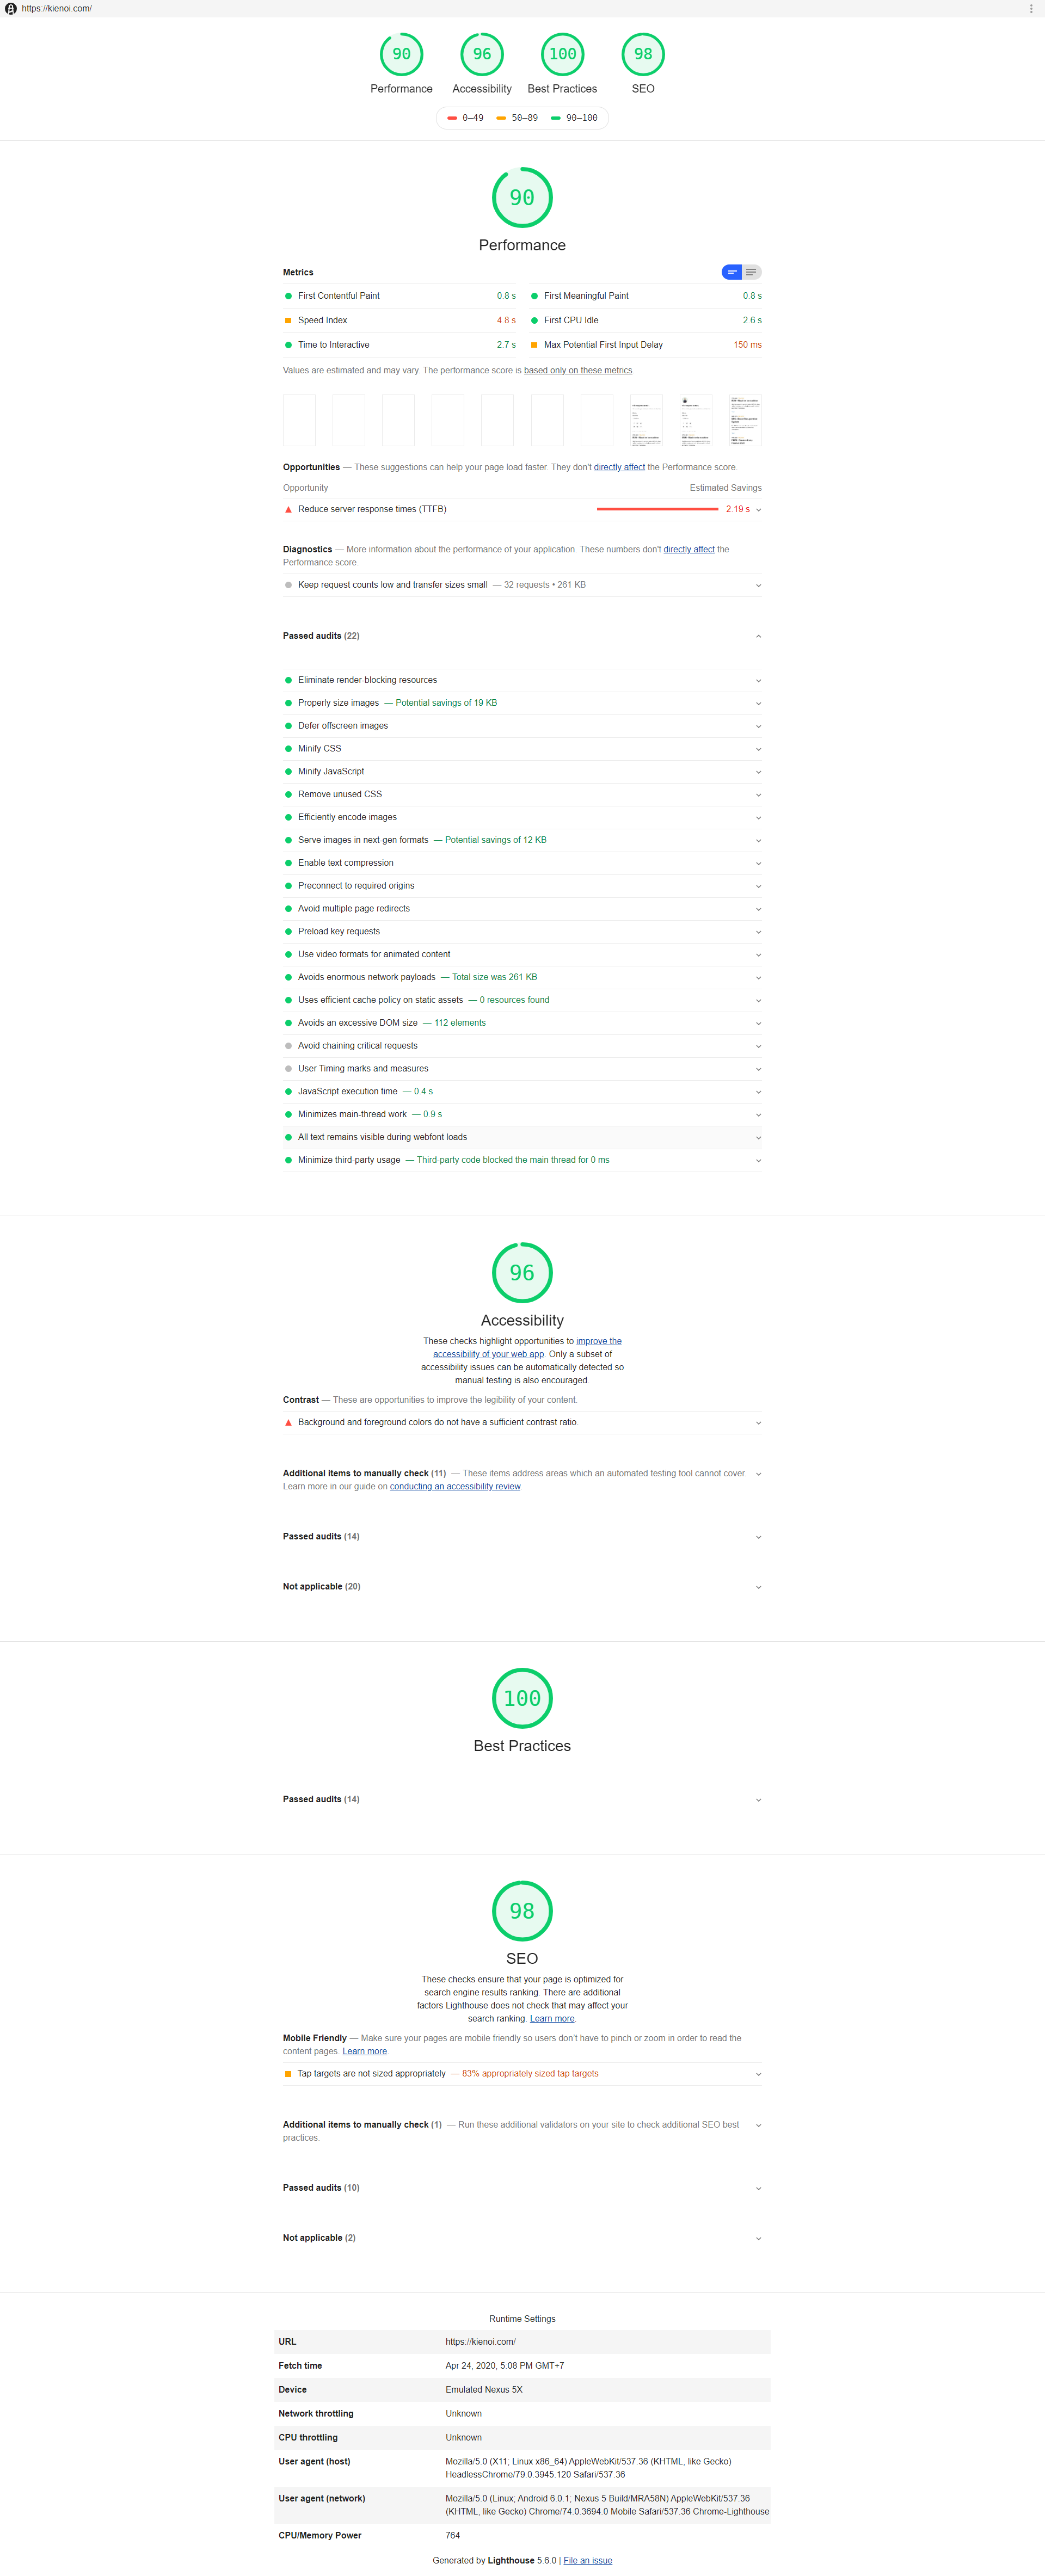 https://kienoi.com/
90
96
100
98
Performance
Accessibility
Best Practices
SEO
0–49
50–89
90–100
90
Performance
Metrics
First Contentful Paint 0.8 s
First Meaningful Paint 0.8 s
Speed Index 4.8 s
First CPU Idle 2.6 s
Time to Interactive 2.7 s
Max Potential First Input Delay 150 ms
Values are estimated and may vary. The performance score is based only on these metrics.
Opportunities — These suggestions can help your page load faster. They don't directly affect the Performance score.
Opportunity Estimated Savings
Reduce server response times (TTFB) 2.19 s
Diagnostics — More information about the performance of your application. These numbers don't directly affect the
Performance score.
Keep request counts low and transfer sizes small — 32 requests • 261 KB
Passed audits (22)
Eliminate render-blocking resources
Properly size images — Potential savings of 19 KB
Defer offscreen images
Minify CSS
Minify JavaScript
Remove unused CSS
Efficiently encode images
Serve images in next-gen formats — Potential savings of 12 KB
Enable text compression
Preconnect to required origins
Avoid multiple page redirects
Preload key requests
Use video formats for animated content
Avoids enormous network payloads — Total size was 261 KB
Uses efficient cache policy on static assets — 0 resources found
Avoids an excessive DOM size — 112 elements
Avoid chaining critical requests
User Timing marks and measures
JavaScript execution time — 0.4 s
Minimizes main-thread work — 0.9 s
All text remains visible during webfont loads
Minimize third-party usage — Third-party code blocked the main thread for 0 ms
96
Accessibility
These checks highlight opportunities to improve the
accessibility of your web app. Only a subset of
accessibility issues can be automatically detected so
manual testing is also encouraged.
Contrast — These are opportunities to improve the legibility of your content.
Background and foreground colors do not have a sufficient contrast ratio.
Additional items to manually check (11) — These items address areas which an automated testing tool cannot cover.
Learn more in our guide on conducting an accessibility review.
Passed audits (14)
Not applicable (20)
100
Best Practices
Passed audits (14)
98
SEO
These checks ensure that your page is optimized for
search engine results ranking. There are additional
factors Lighthouse does not check that may affect your
search ranking. Learn more.
Mobile Friendly — Make sure your pages are mobile friendly so users don't have to pinch or zoom in order to read the
content pages. Learn more.
Tap targets are not sized appropriately — 83% appropriately sized tap targets
Additional items to manually check (1) — Run these additional validators on your site to check additional SEO best
practices.
Passed audits (10)
Not applicable (2)
Runtime Settings
URL https://kienoi.com/
Fetch time Apr 24, 2020, 5:08 PM GMT+7
Device Emulated Nexus 5X
Network throttling Unknown
CPU throttling Unknown
User agent (host) Mozilla/5.0 (X11; Linux x86_64) AppleWebKit/537.36 (KHTML, like Gecko)
HeadlessChrome/79.0.3945.120 Safari/537.36
User agent (network) Mozilla/5.0 (Linux; Android 6.0.1; Nexus 5 Build/MRA58N) AppleWebKit/537.36
(KHTML, like Gecko) Chrome/74.0.3694.0 Mobile Safari/537.36 Chrome-Lighthouse
CPU/Memory Power 764
Generated by Lighthouse 5.6.0 | File an issue